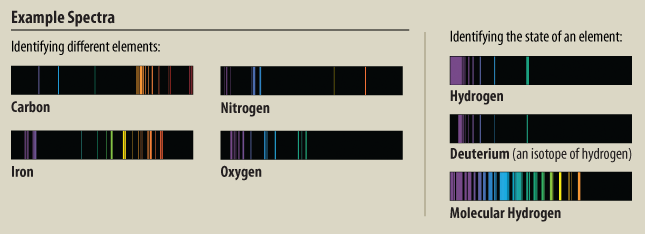 Example Spectra
Identifying different elements:
Carbon
Nitrogen
Iron
Oxygen
Identifying the state of an element:
Hydrogen
Deuterium (an isotope of hydrogen)
Molecular Hydrogen